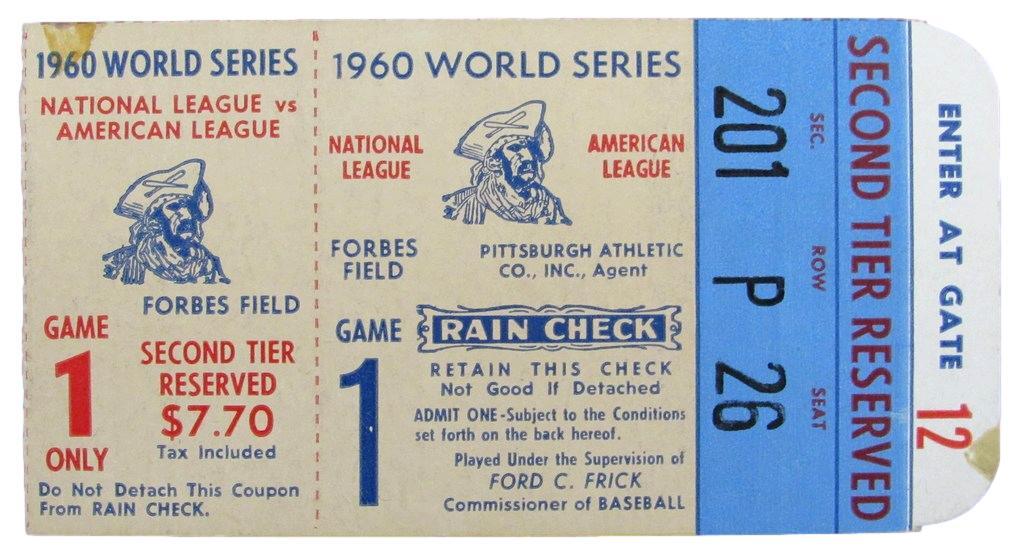 1960 WORLD SERIES
NATIONAL LEAGUE vs
AMERICAN LEAGUE
FORBES FIELD
GAME
1
ONLY
SECOND TIER
RESERVED
$7.70
Tax Included
Do Not Detach This Coupon
From RAIN CHECK.
1960 WORLD SERIES
NATIONAL
LEAGUE
AMERICAN
LEAGUE
FORBES
FIELD
PITTSBURGH ATHLETIC
CO., INC., Agent
GAME
1
RAIN CHECK
RETAIN THIS CHECK
Not Good If Detached
ADMIT ONE-Subject to the Conditions
set forth on the back hereof.
Played Under the Supervision of
FORD C. FRICK
Commissioner of BASEBALL
SEC. ROW SEAT
201 P 26
SECOND TIER RESERVED
ENTER AT GATE 12